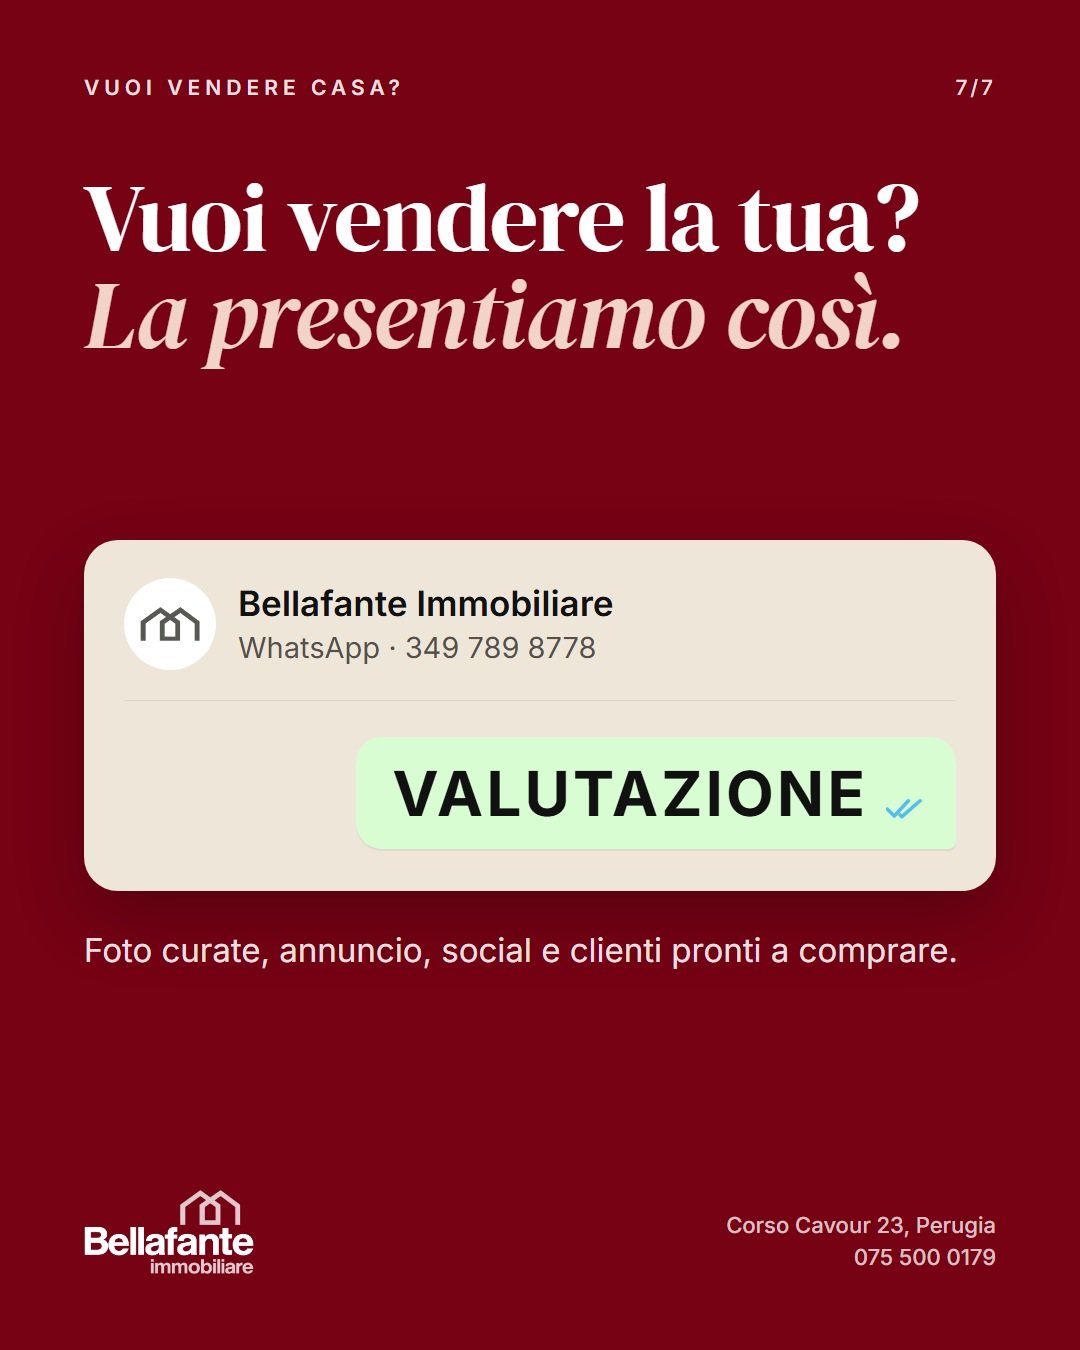 VUOI VENDERE CASA?
7/7
Vuoi vendere la tua?
La presentiamo così.
Bellafante Immobiliare
WhatsApp · 349 789 8778
VALUTAZIONE
Foto curate, annuncio, social e clienti pronti a comprare.
Bellafante
immobiliare
Corso Cavour 23, Perugia
075 500 0179